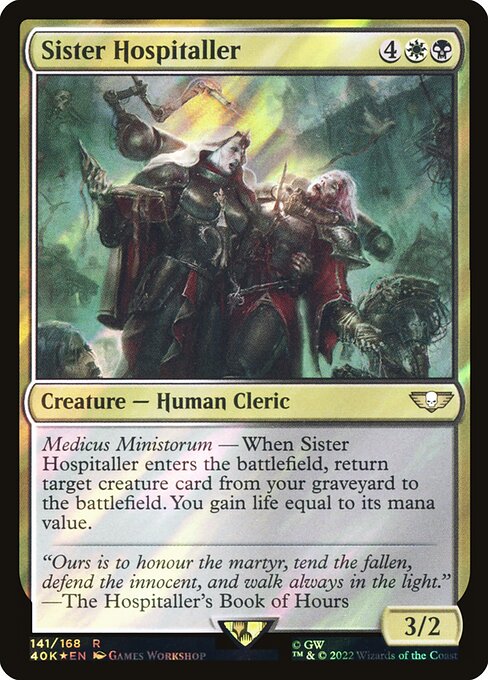 Sister Hospitaller 4
Creature — Human Cleric
Medicus Ministorum — When Sister
Hospitaller enters the battlefield, return
target creature card from your graveyard to
the battlefield. You gain life equal to its mana
value.
“Ours is to honour the martyr, tend the fallen,
defend the innocent, and walk always in the light.”
—The Hospitaller’s Book of Hours
3/2
141/168 R
40K★EN Games Workshop
© GW
™ & © 2022 Wizards of the Coast